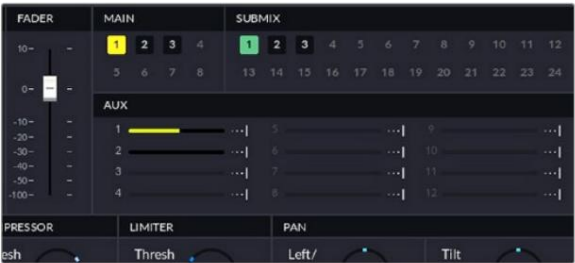 FADER MAIN SUBMIX
10 1 2 3 4 1 2 3 4 5 6 7 8 9 10 11 12
5 6 7 8 13 14 15 16 17 18 19 20 21 22 23 24
0
AUX
-10 1 5 9
-20
-30 2 6 10
-40 3 7 11
-50
-100 4 8 12
PRESSOR LIMITER PAN
esh Thresh Left/ Tilt